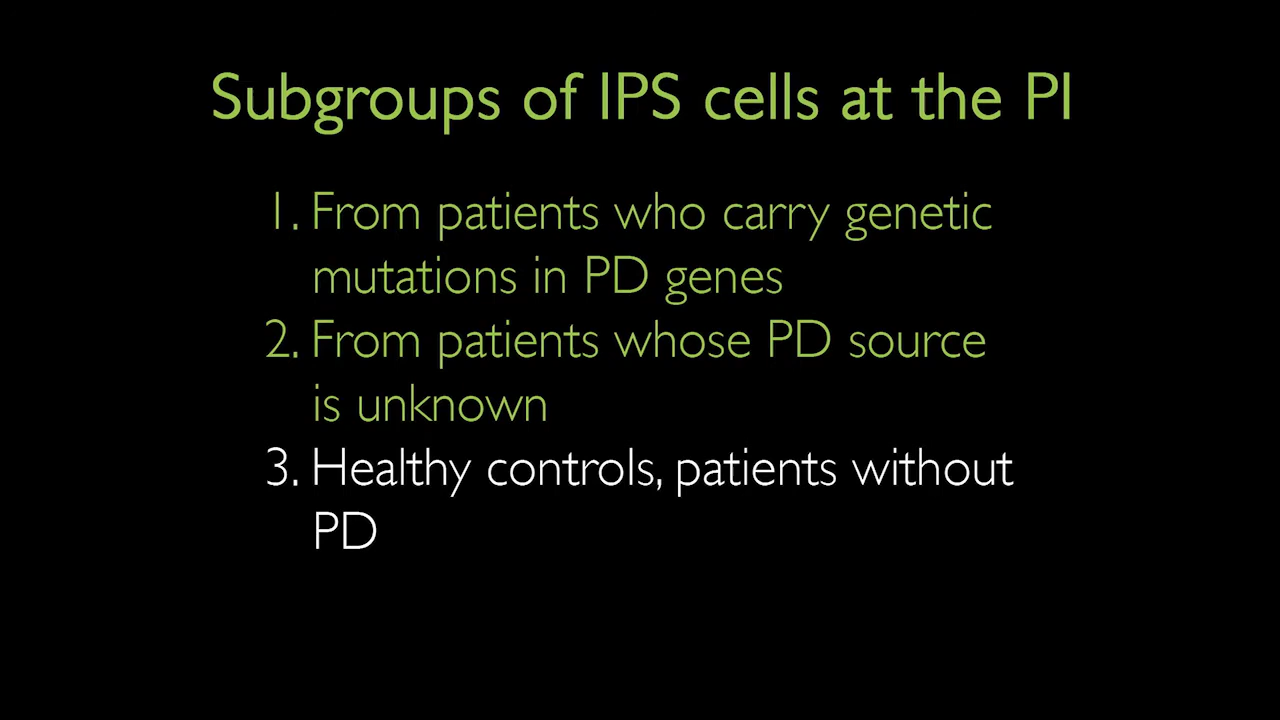 Subgroups of IPS cells at the PI
1. From patients who carry genetic
mutations in PD genes
2. From patients whose PD source
is unknown
3. Healthy controls, patients without
PD